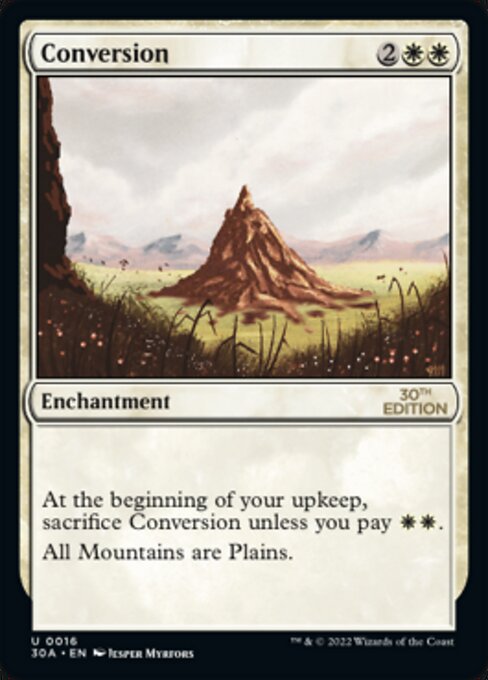 Conversion 2
Enchantment
30TH
EDITION
At the beginning of your upkeep,
sacrifice Conversion unless you pay .
All Mountains are Plains.
U 0016
30A • EN Jesper Myrfors
™ & © 2022 Wizards of the Coast